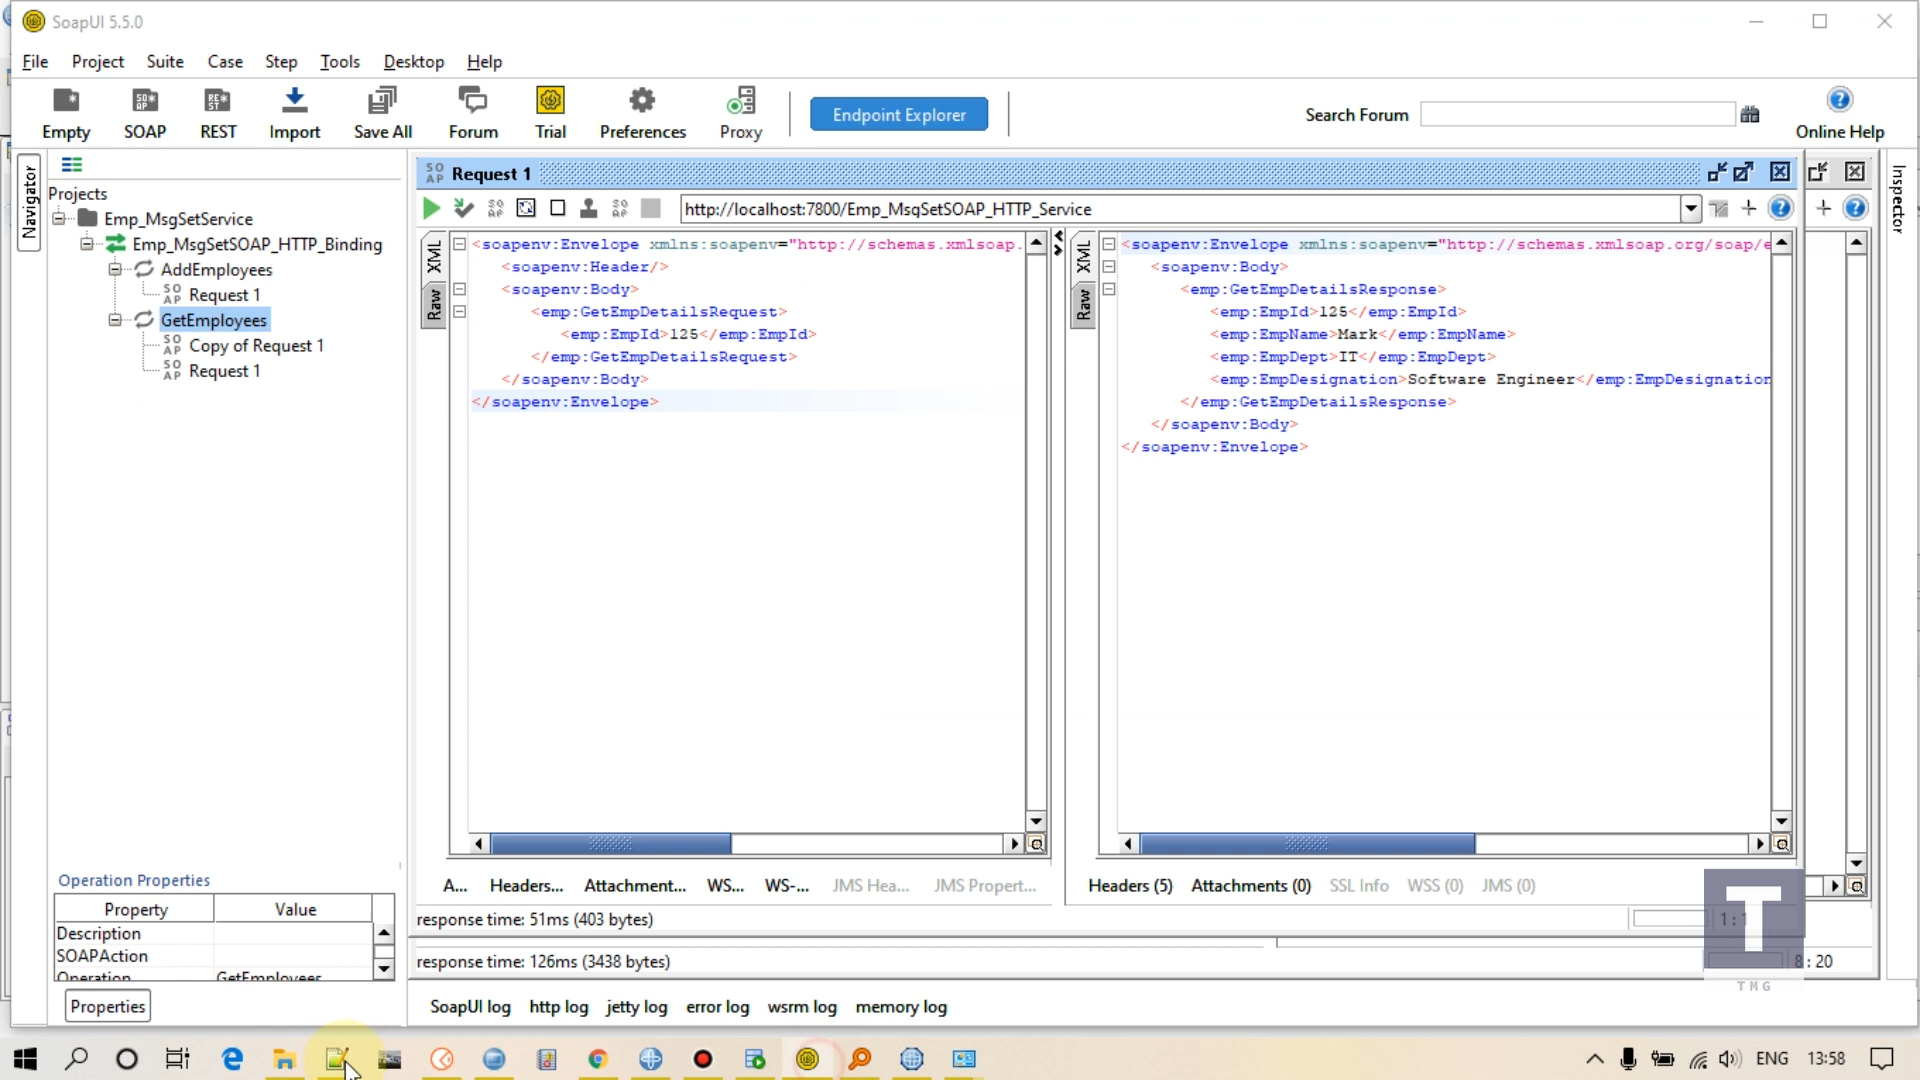 SoapUI 5.5.0
File Project Suite Case Step Tools Desktop Help
Empty SOAP REST Import Save All Forum Trial Preferences Proxy
Endpoint Explorer
Search Forum
Online Help
Navigator
Projects
Emp_MsgSetService
Emp_MsgSetSOAP_HTTP_Binding
AddEmployees
Request 1
GetEmployees
Copy of Request 1
Request 1
Request 1
http://localhost:7800/Emp_MsgSetSOAP_HTTP_Service
XML
Raw
<soapenv:Envelope xmlns:soapenv="http://schemas.xmlsoap.
<soapenv:Header/>
<soapenv:Body>
<emp:GetEmpDetailsRequest>
<emp:EmpId>125</emp:EmpId>
</emp:GetEmpDetailsRequest>
</soapenv:Body>
</soapenv:Envelope>
XML
Raw
<soapenv:Envelope xmlns:soapenv="http://schemas.xmlsoap.org/soap/e
<soapenv:Body>
<emp:GetEmpDetailsResponse>
<emp:EmpId>125</emp:EmpId>
<emp:EmpName>Mark</emp:EmpName>
<emp:EmpDept>IT</emp:EmpDept>
<emp:EmpDesignation>Software Engineer</emp:EmpDesignation
</emp:GetEmpDetailsResponse>
</soapenv:Body>
</soapenv:Envelope>
Inspector
A... Headers... Attachment... WS... WS-... JMS Hea... JMS Propert...
Headers (5) Attachments (0) SSL Info WSS (0) JMS (0)
response time: 51ms (403 bytes)
1 : 1
response time: 126ms (3438 bytes)
8 : 20
Operation Properties
Property Value
Description
SOAPAction
Operation GetEmployees
Properties
SoapUI log http log jetty log error log wsrm log memory log
T
TMG
ENG 13:58